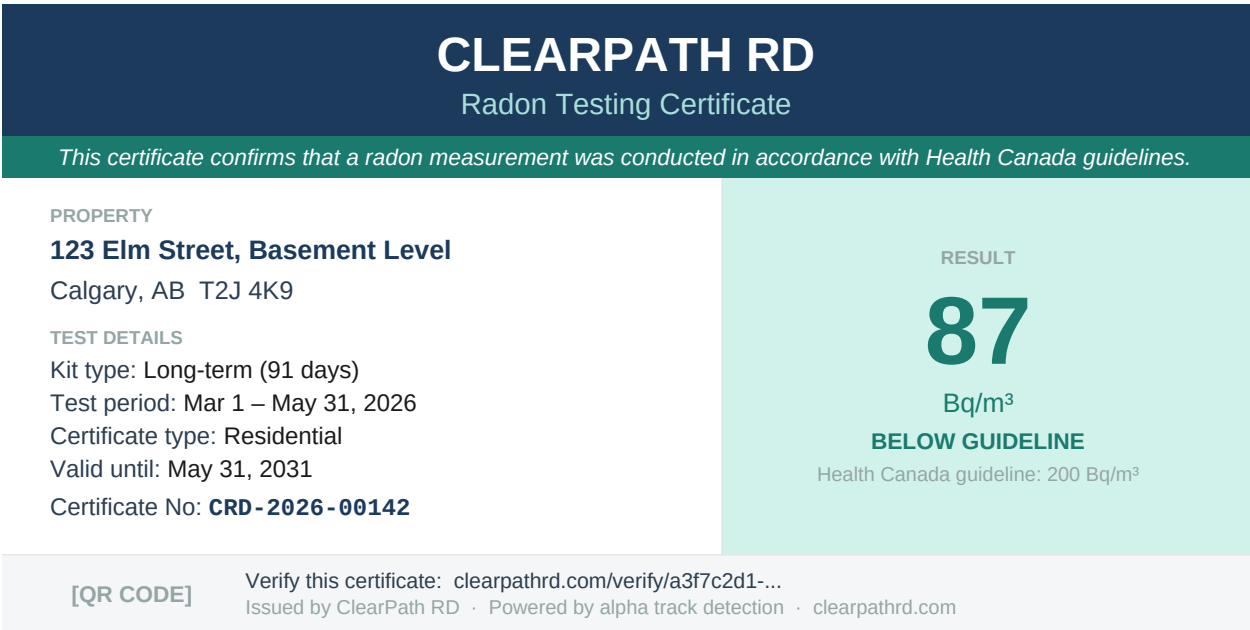 CLEARPATH RD
Radon Testing Certificate
This certificate confirms that a radon measurement was conducted in accordance with Health Canada guidelines.
PROPERTY
123 Elm Street, Basement Level
Calgary, AB  T2J 4K9
TEST DETAILS
Kit type: Long-term (91 days)
Test period: Mar 1 – May 31, 2026
Certificate type: Residential
Valid until: May 31, 2031
Certificate No: CRD-2026-00142
RESULT
87
Bq/m³
BELOW GUIDELINE
Health Canada guideline: 200 Bq/m³
[QR CODE]
Verify this certificate:  clearpathrd.com/verify/a3f7c2d1-...
Issued by ClearPath RD  ·  Powered by alpha track detection  ·  clearpathrd.com